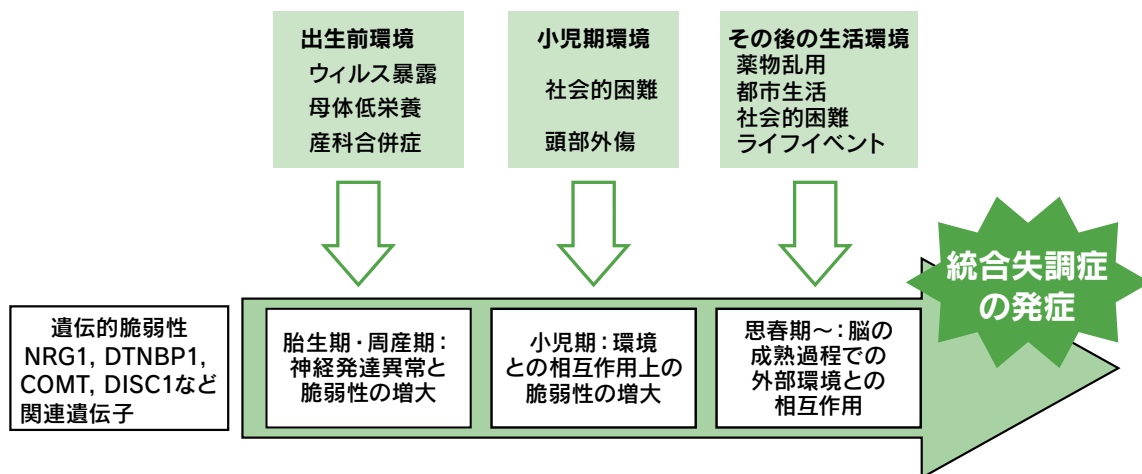 出生前環境
ウィルス暴露
母体低栄養
産科合併症
小児期環境
社会的困難
頭部外傷
その後の生活環境
薬物乱用
都市生活
社会的困難
ライフイベント
統合失調症
の発症
遺伝的脆弱性
NRG1, DTNBP1,
COMT, DISC1など
関連遺伝子
胎生期・周産期：
神経発達異常と
脆弱性の増大
小児期：環境
との相互作用上の
脆弱性の増大
思春期～：脳の
成熟過程での
外部環境との
相互作用